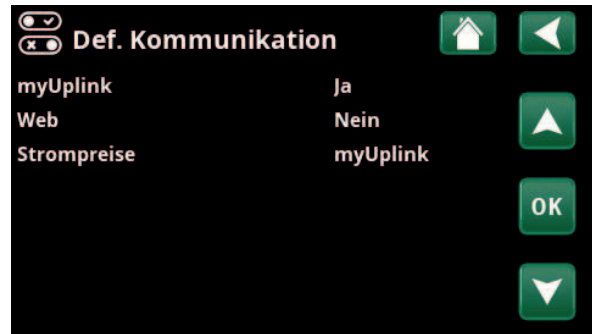 Def. Kommunikation
myUplink Ja
Web Nein
Strompreise myUplink
OK